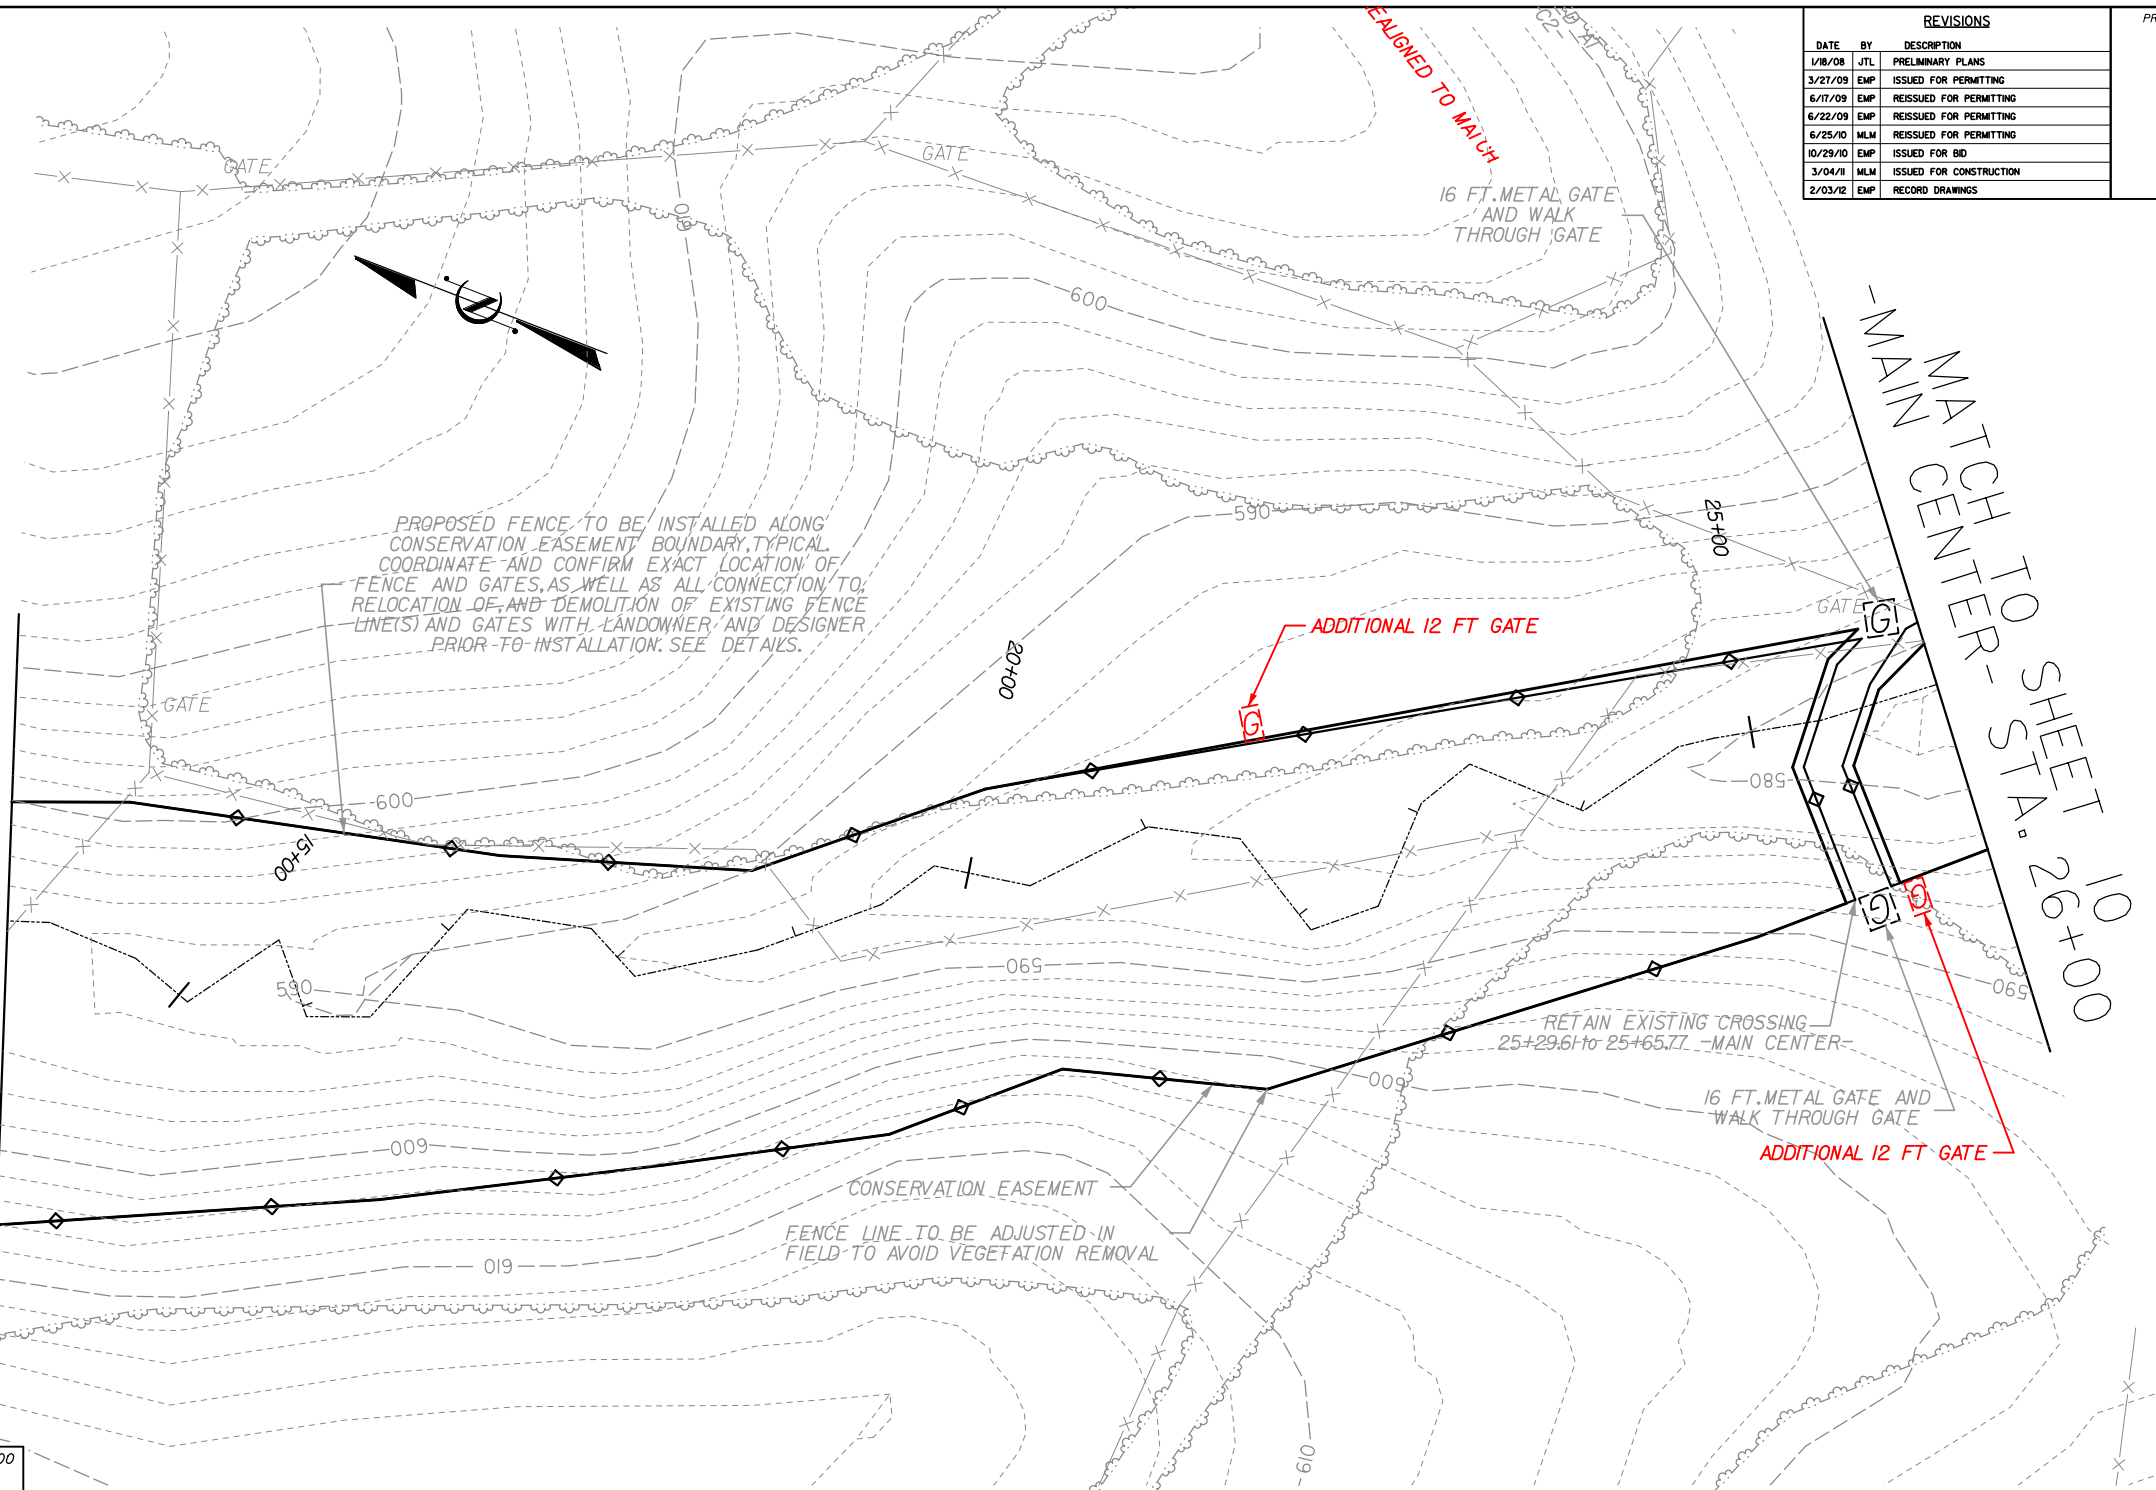 REVISIONS
DATE BY DESCRIPTION
1/18/08 JTL PRELIMINARY PLANS
3/27/09 EMP ISSUED FOR PERMITTING
6/17/09 EMP REISSUED FOR PERMITTING
6/22/09 EMP REISSUED FOR PERMITTING
6/25/10 MLM REISSUED FOR PERMITTING
10/29/10 EMP ISSUED FOR BID
3/04/11 MLM ISSUED FOR CONSTRUCTION
2/03/12 EMP RECORD DRAWINGS
PR
EALIGNED TO MATCH
GATE
GATE
16 FT. METAL GATE
AND WALK
THROUGH GATE
610
600
590
25+00
-MAIN CENTER- STA. 26+00
MATCH TO SHEET 10
PROPOSED FENCE TO BE INSTALLED ALONG
CONSERVATION EASEMENT BOUNDARY, TYPICAL.
COORDINATE AND CONFIRM EXACT LOCATION OF
FENCE AND GATES, AS WELL AS ALL CONNECTION TO,
RELOCATION OF, AND DEMOLITION OF EXISTING FENCE
LINE(S) AND GATES WITH LANDOWNER AND DESIGNER
PRIOR TO INSTALLATION. SEE DETAILS.
GATE
G
ADDITIONAL 12 FT GATE
20+00
GATE
G
580
600
15+00
G
G
590
590
590
RETAIN EXISTING CROSSING
25+29.61 to 25+65.77 -MAIN CENTER-
600
16 FT. METAL GATE AND
WALK THROUGH GATE
ADDITIONAL 12 FT GATE
600
CONSERVATION EASEMENT
FENCE LINE TO BE ADJUSTED IN
FIELD TO AVOID VEGETATION REMOVAL
610
610
00